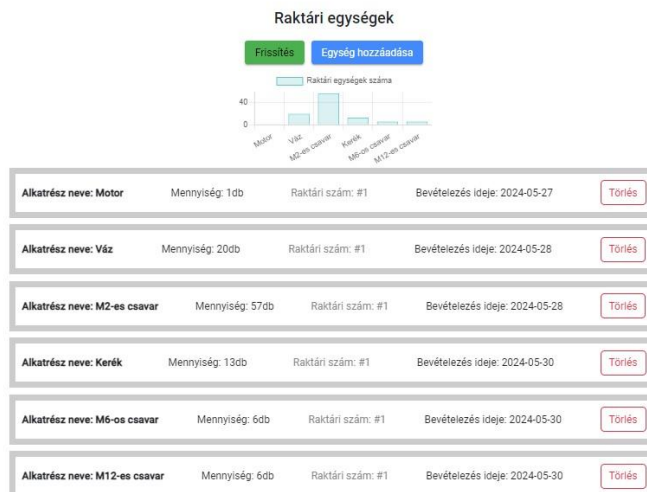 Raktári egységek
Frissítés Egység hozzáadása
Raktári egységek száma
40
0
Motor Váz M2-es csavar Kerék M6-os csavar M12-es csavar
Alkatrész neve: Motor Mennyiség: 1db Raktári szám: #1 Bevételezés ideje: 2024-05-27 Törlés
Alkatrész neve: Váz Mennyiség: 20db Raktári szám: #1 Bevételezés ideje: 2024-05-28 Törlés
Alkatrész neve: M2-es csavar Mennyiség: 57db Raktári szám: #1 Bevételezés ideje: 2024-05-28 Törlés
Alkatrész neve: Kerék Mennyiség: 13db Raktári szám: #1 Bevételezés ideje: 2024-05-30 Törlés
Alkatrész neve: M6-os csavar Mennyiség: 6db Raktári szám: #1 Bevételezés ideje: 2024-05-30 Törlés
Alkatrész neve: M12-es csavar Mennyiség: 6db Raktári szám: #1 Bevételezés ideje: 2024-05-30 Törlés